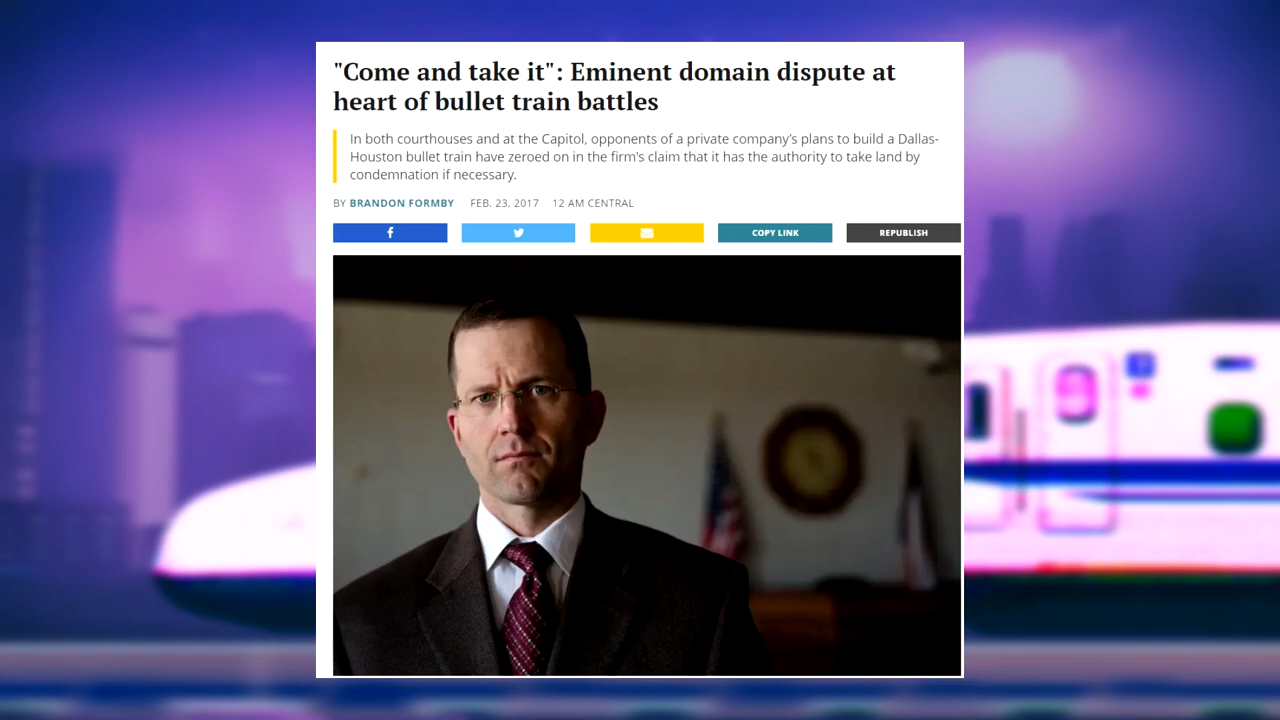 "Come and take it": Eminent domain dispute at
heart of bullet train battles
In both courthouses and at the Capitol, opponents of a private company's plans to build a Dallas-
Houston bullet train have zeroed on in the firm's claim that it has the authority to take land by
condemnation if necessary.
BY BRANDON FORMBY FEB. 23, 2017 12 AM CENTRAL
COPY LINK REPUBLISH